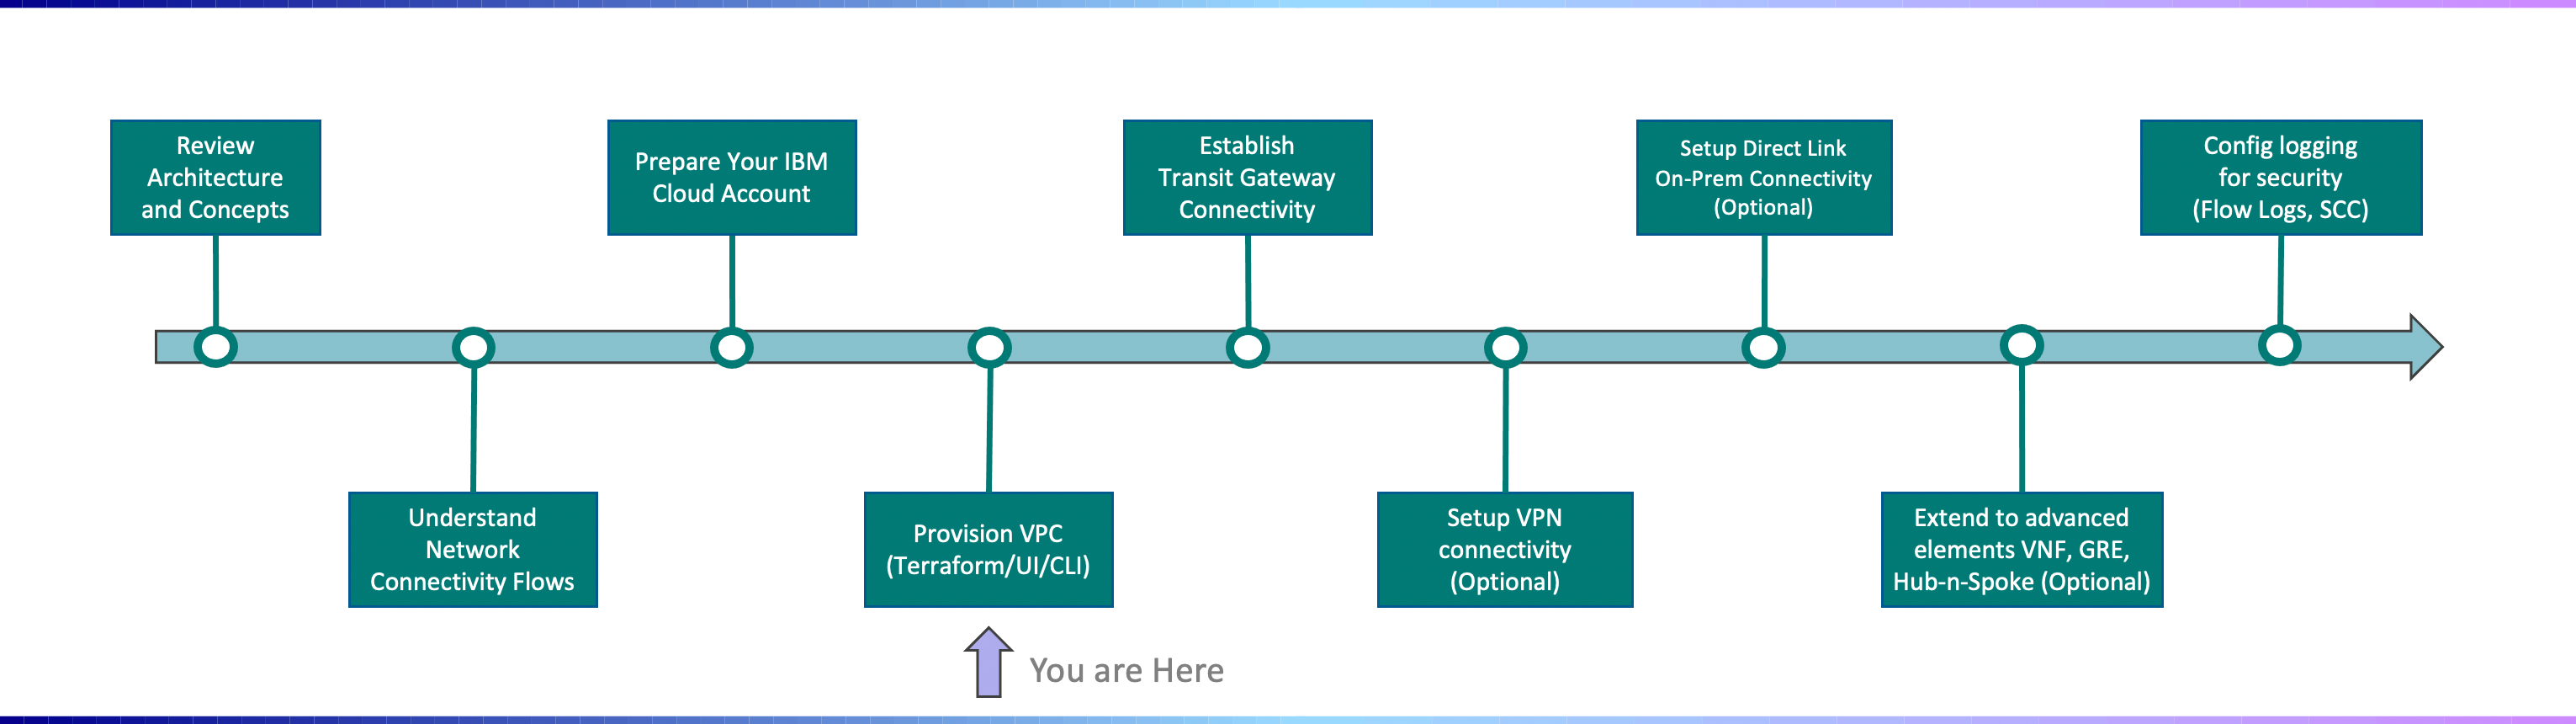 Review
Architecture
and Concepts
Prepare Your IBM
Cloud Account
Establish
Transit Gateway
Connectivity
Setup Direct Link
On-Prem Connectivity
(Optional)
Config logging
for security
(Flow Logs, SCC)
Understand
Network
Connectivity Flows
Provision VPC
(Terraform/UI/CLI)
Setup VPN
connectivity
(Optional)
Extend to advanced
elements VNF, GRE,
Hub-n-Spoke (Optional)
You are Here